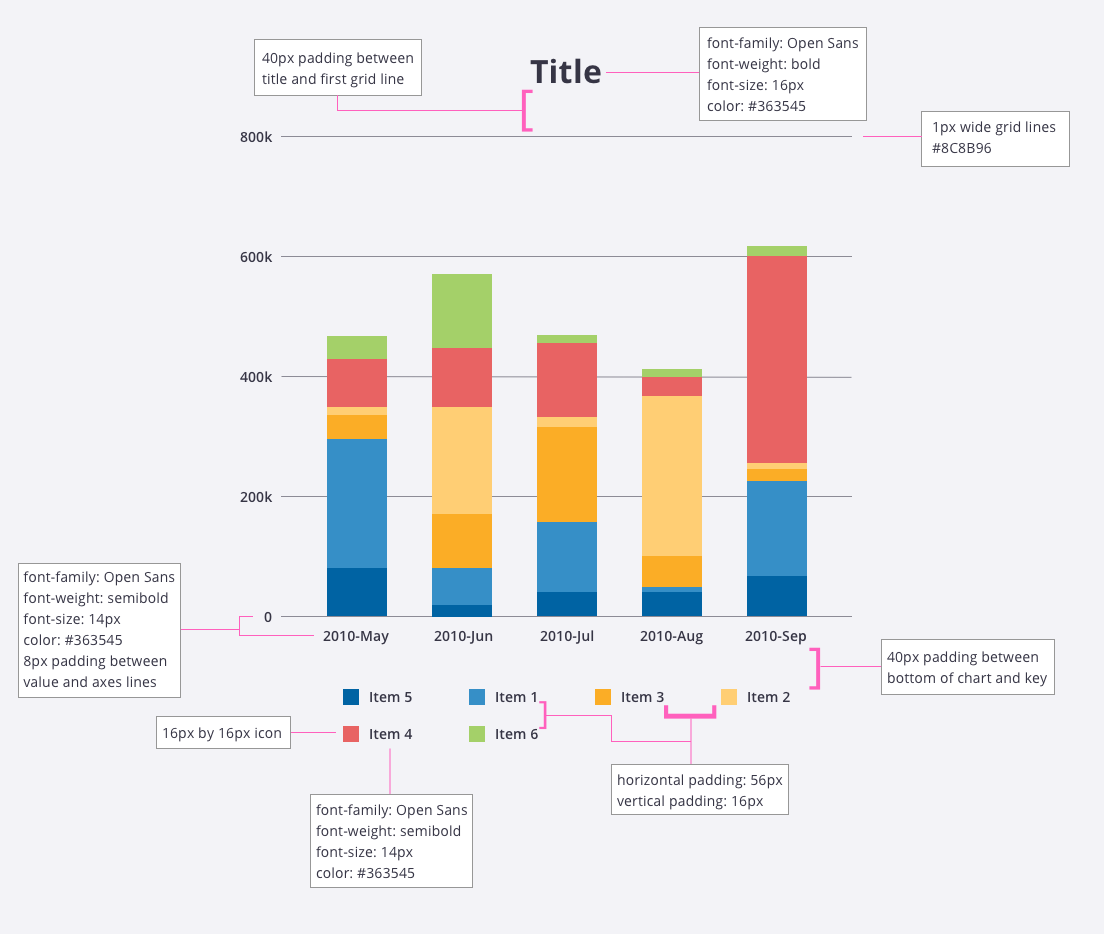 40px padding between
title and first grid line
Title
font-family: Open Sans
font-weight: bold
font-size: 16px
color: #363545
1px wide grid lines
#8C8B96
800k
600k
400k
200k
0
font-family: Open Sans
font-weight: semibold
font-size: 14px
color: #363545
8px padding between
value and axes lines
2010-May
2010-Jun
2010-Jul
2010-Aug
2010-Sep
40px padding between
bottom of chart and key
Item 5
Item 1
Item 3
Item 2
Item 4
Item 6
16px by 16px icon
horizontal padding: 56px
vertical padding: 16px
font-family: Open Sans
font-weight: semibold
font-size: 14px
color: #363545